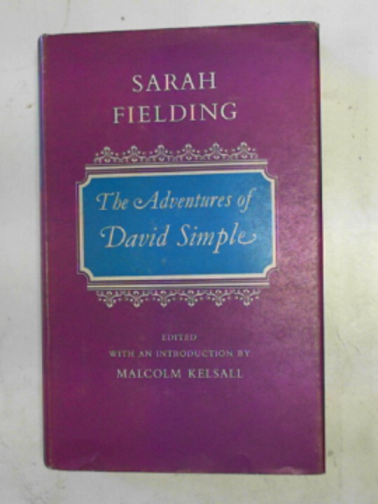 SARAH
FIELDING
The Adventures of
David Simple
EDITED
WITH AN INTRODUCTION BY
MALCOLM KELSALL